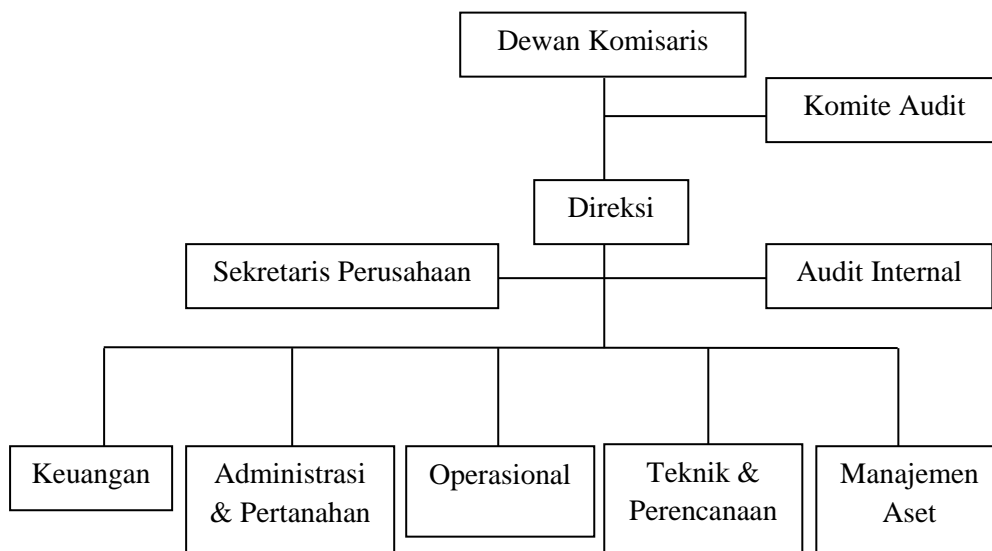 Dewan Komisaris
Komite Audit
Direksi
Sekretaris Perusahaan
Audit Internal
Keuangan
Administrasi
& Pertanahan
Operasional
Teknik &
Perencanaan
Manajemen
Aset